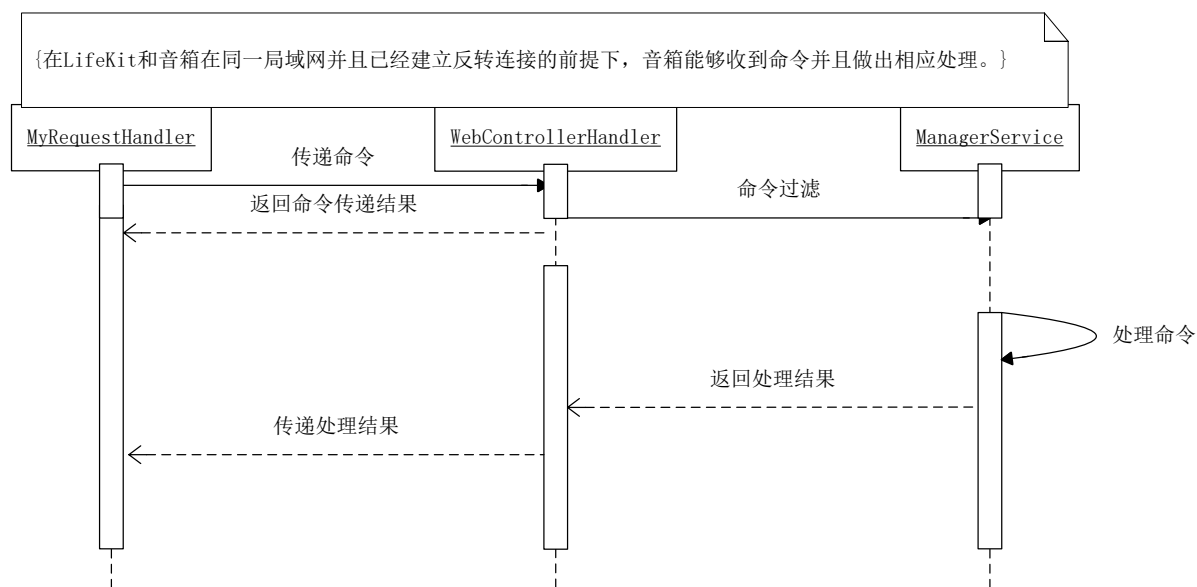 {在LifeKit和音箱在同一局域网并且已经建立反转连接的前提下，音箱能够收到命令并且做出相应处理。}
MyRequestHandler
WebControllerHandler
ManagerService
传递命令
命令过滤
返回命令传递结果
处理命令
返回处理结果
传递处理结果